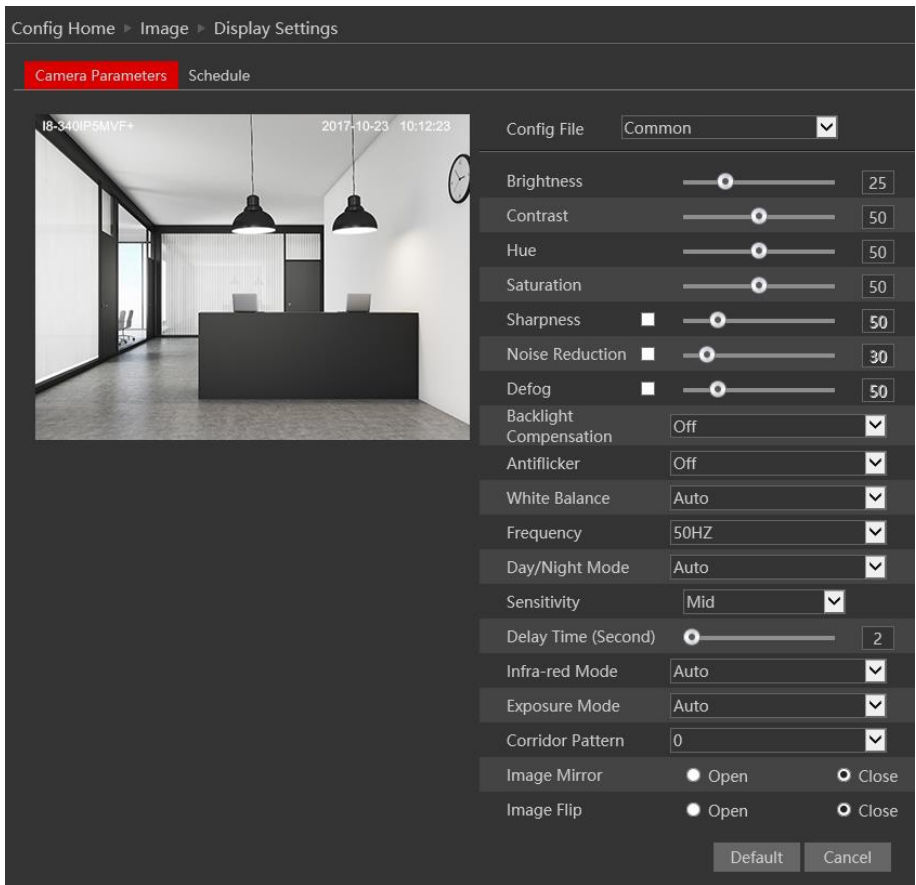 Config Home ▶ Image ▶ Display Settings
Camera Parameters Schedule
I8-340IP5MVF+ 2017-10-23 10:12:23
Config File Common
Brightness 25
Contrast 50
Hue 50
Saturation 50
Sharpness 50
Noise Reduction 30
Defog 50
Backlight
Compensation Off
Antiflicker Off
White Balance Auto
Frequency 50HZ
Day/Night Mode Auto
Sensitivity Mid
Delay Time (Second) 2
Infra-red Mode Auto
Exposure Mode Auto
Corridor Pattern 0
Image Mirror Open Close
Image Flip Open Close
Default Cancel